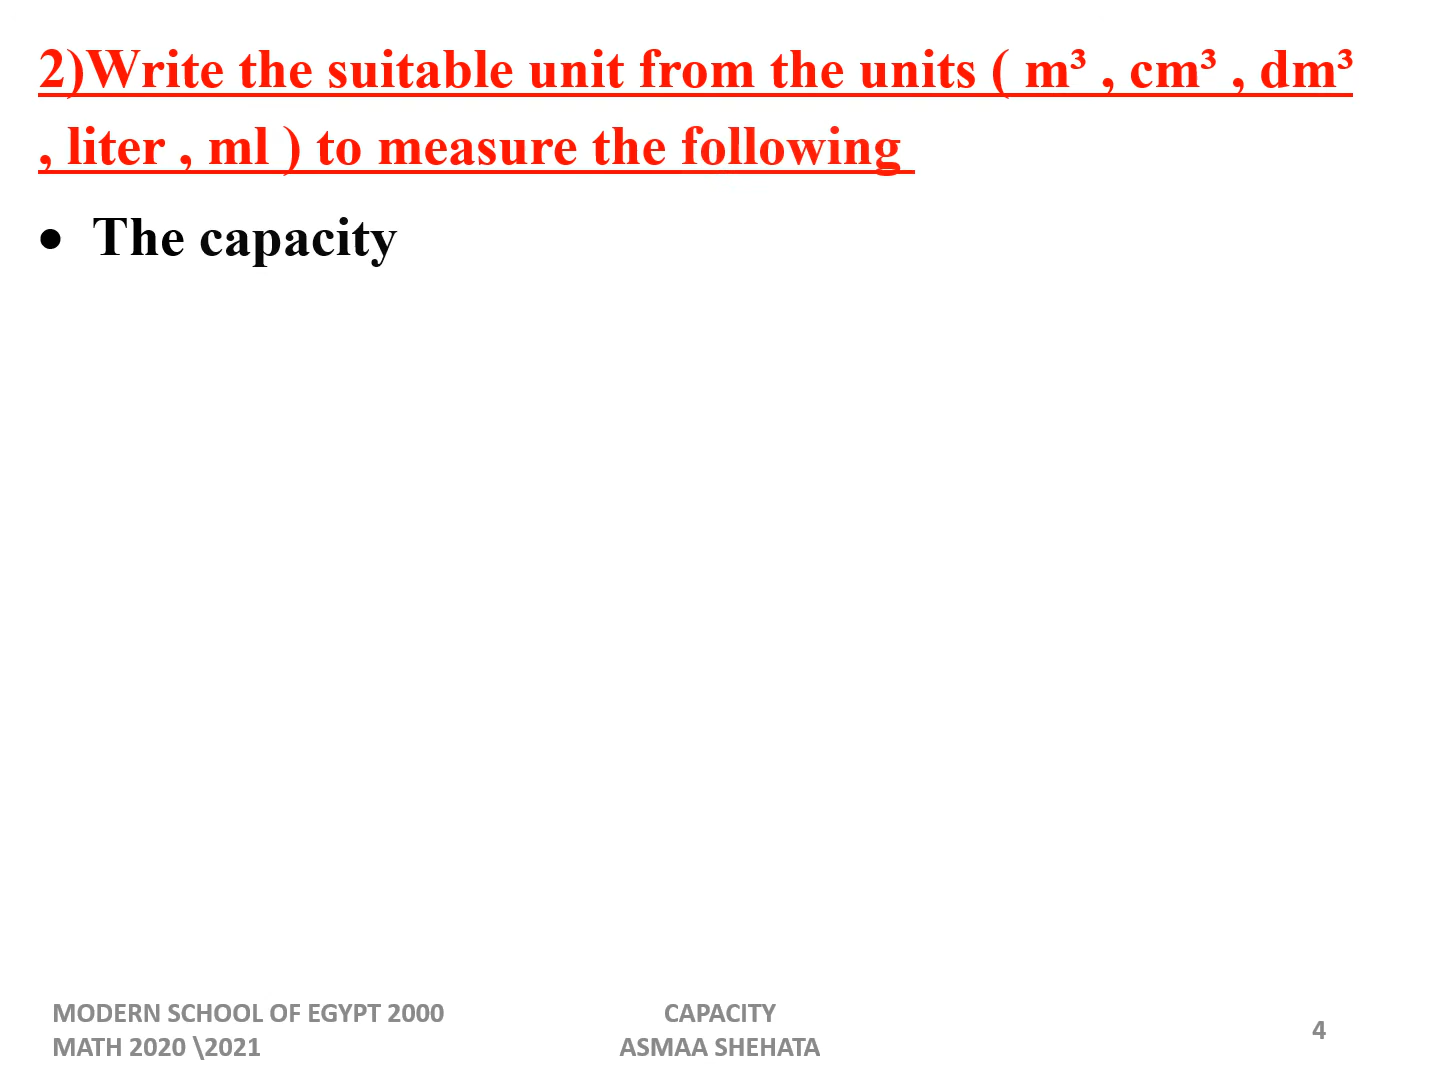 2)Write the suitable unit from the units ( m³ , cm³ , dm³
, liter , ml ) to measure the following
• The capacity
MODERN SCHOOL OF EGYPT 2000
MATH 2020 \2021
CAPACITY
ASMAA SHEHATA
4